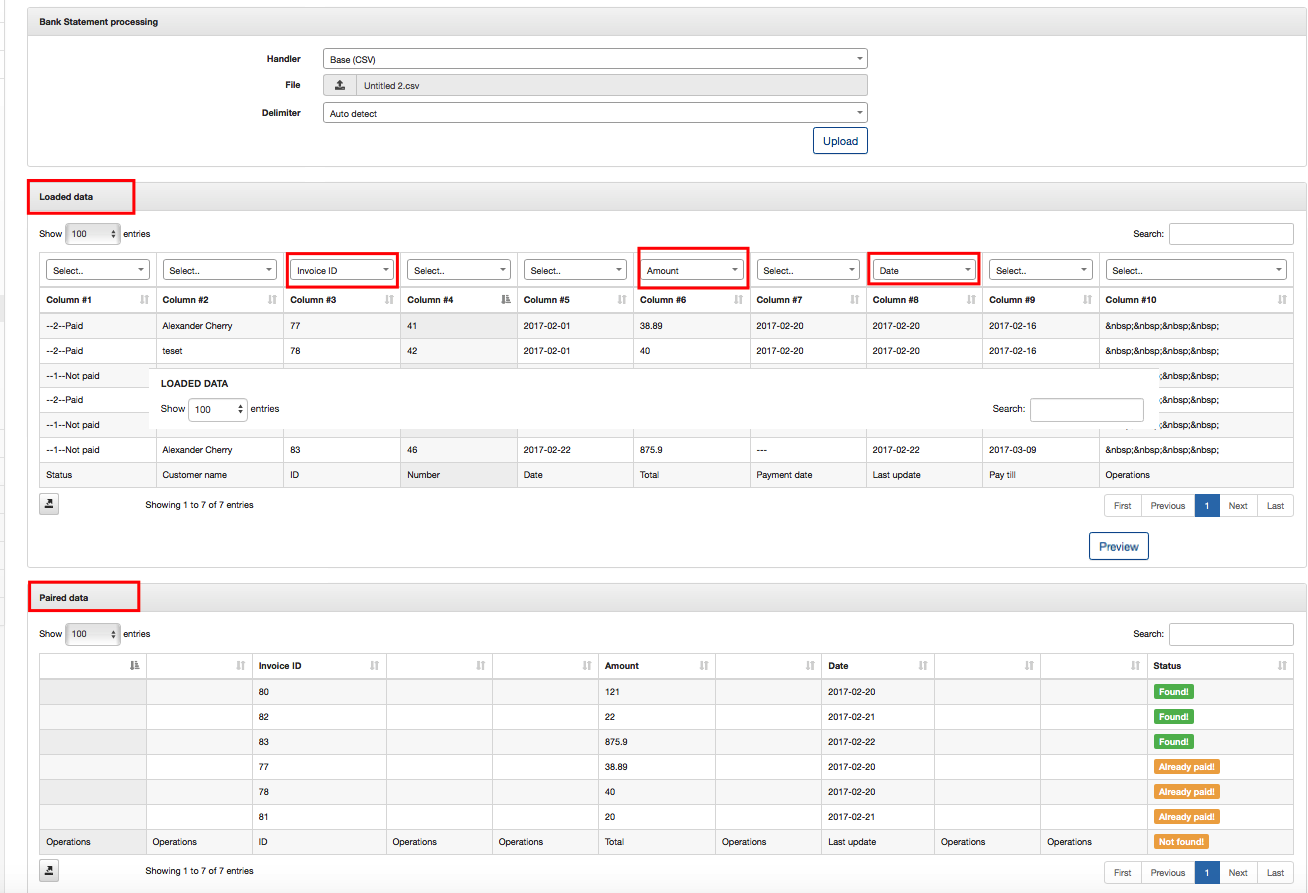 Bank Statement processing
Handler Base (CSV)
File Untitled 2.csv
Delimiter Auto detect
Upload
Loaded data
Show 100 entries Search:
Select.. Select.. Invoice ID Select.. Select.. Amount Select.. Date Select.. Select..
Column #1 Column #2 Column #3 Column #4 Column #5 Column #6 Column #7 Column #8 Column #9 Column #10
--2--Paid Alexander Cherry 77 41 2017-02-01 38.89 2017-02-20 2017-02-20 2017-02-16 &nbsp;&nbsp;&nbsp;&nbsp;
--2--Paid teset 78 42 2017-02-01 40 2017-02-20 2017-02-20 2017-02-16 &nbsp;&nbsp;&nbsp;&nbsp;
--1--Not paid ;&nbsp;&nbsp;
LOADED DATA
--2--Paid ;&nbsp;&nbsp;
Show 100 entries Search:
--1--Not paid ;&nbsp;&nbsp;
--1--Not paid Alexander Cherry 83 46 2017-02-22 875.9 --- 2017-02-22 2017-03-09 &nbsp;&nbsp;&nbsp;&nbsp;
Status Customer name ID Number Date Total Payment date Last update Pay till Operations
Showing 1 to 7 of 7 entries First Previous 1 Next Last
Preview
Paired data
Show 100 entries Search:
Invoice ID Amount Date Status
80 121 2017-02-20 Found!
82 22 2017-02-21 Found!
83 875.9 2017-02-22 Found!
77 38.89 2017-02-20 Already paid!
78 40 2017-02-20 Already paid!
81 20 2017-02-21 Already paid!
Operations Operations ID Operations Operations Total Operations Last update Operations Operations Not found!
Showing 1 to 7 of 7 entries First Previous 1 Next Last